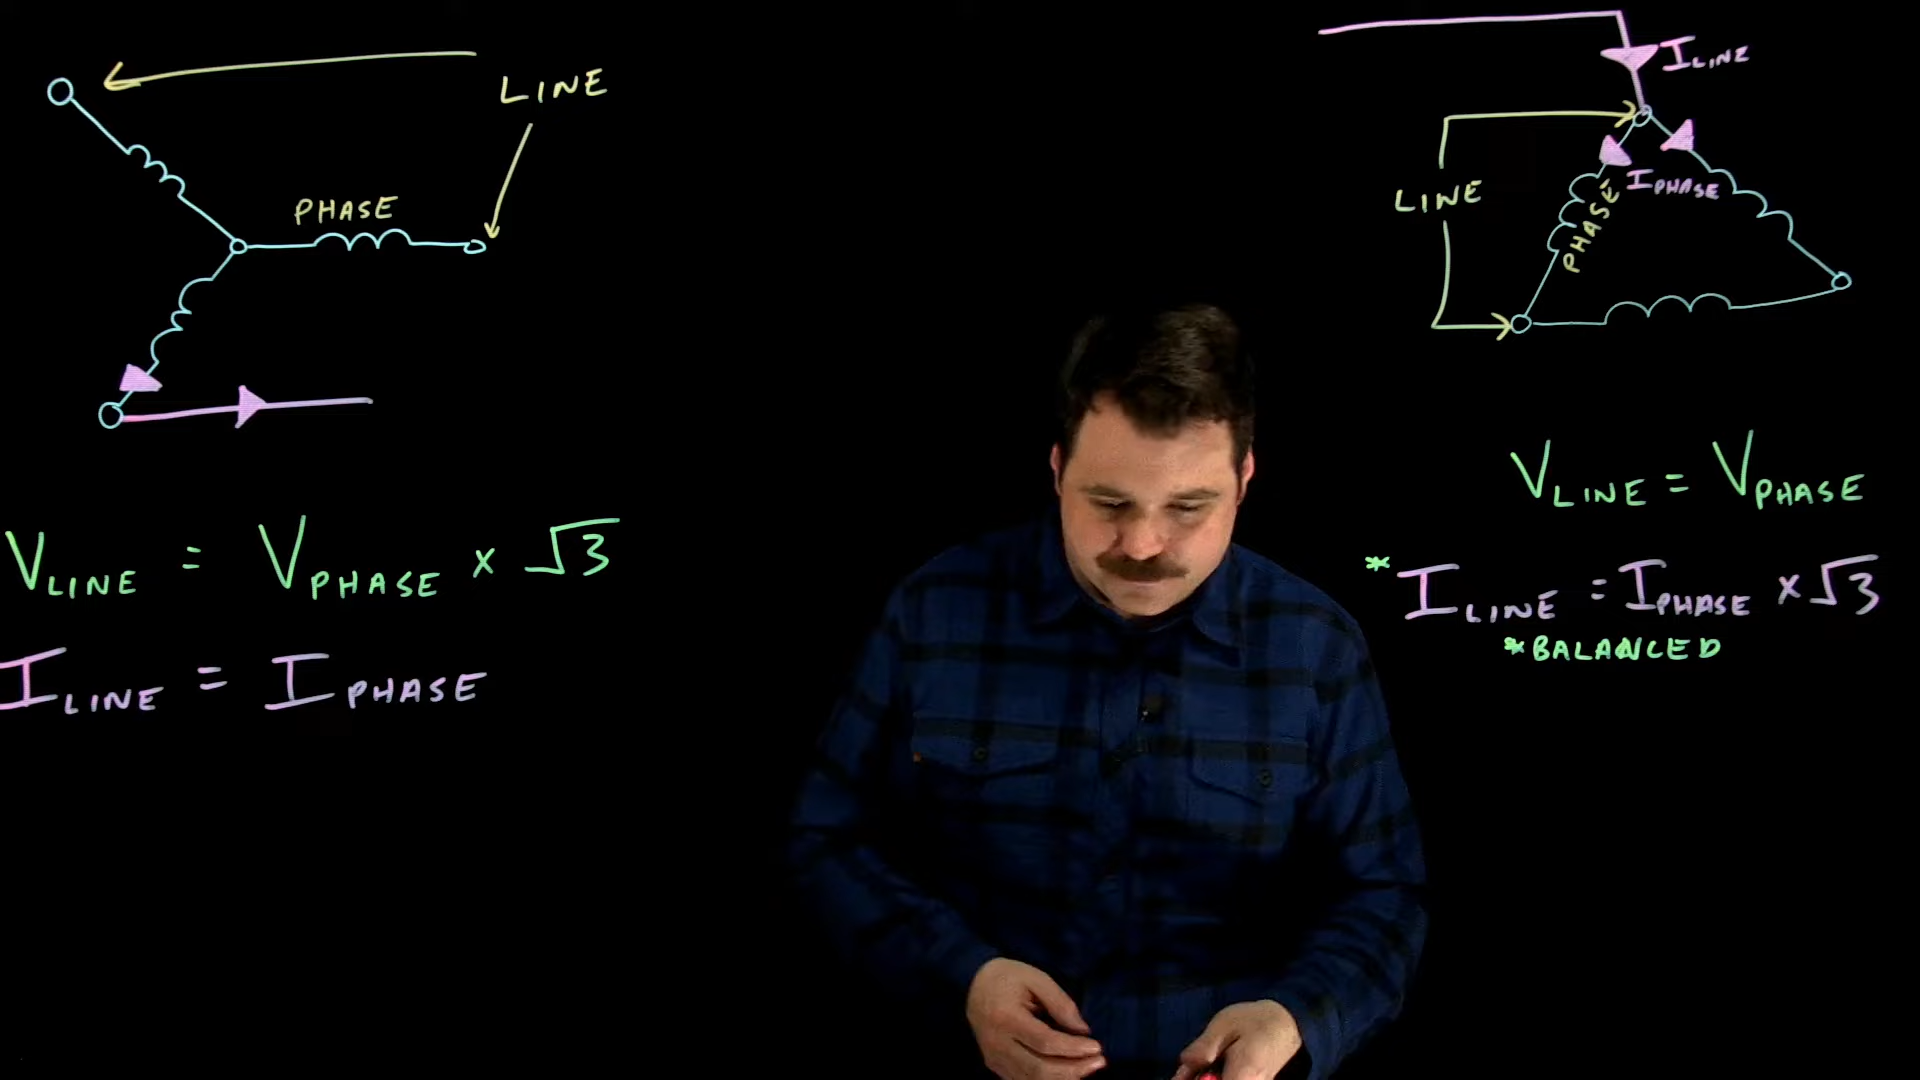 LINE
PHASE
V LINE = V PHASE x √3
I LINE = I PHASE
I LINE
LINE
PHASE
I PHASE
V LINE = V PHASE
* I LINE = I PHASE x √3
* BALANCED